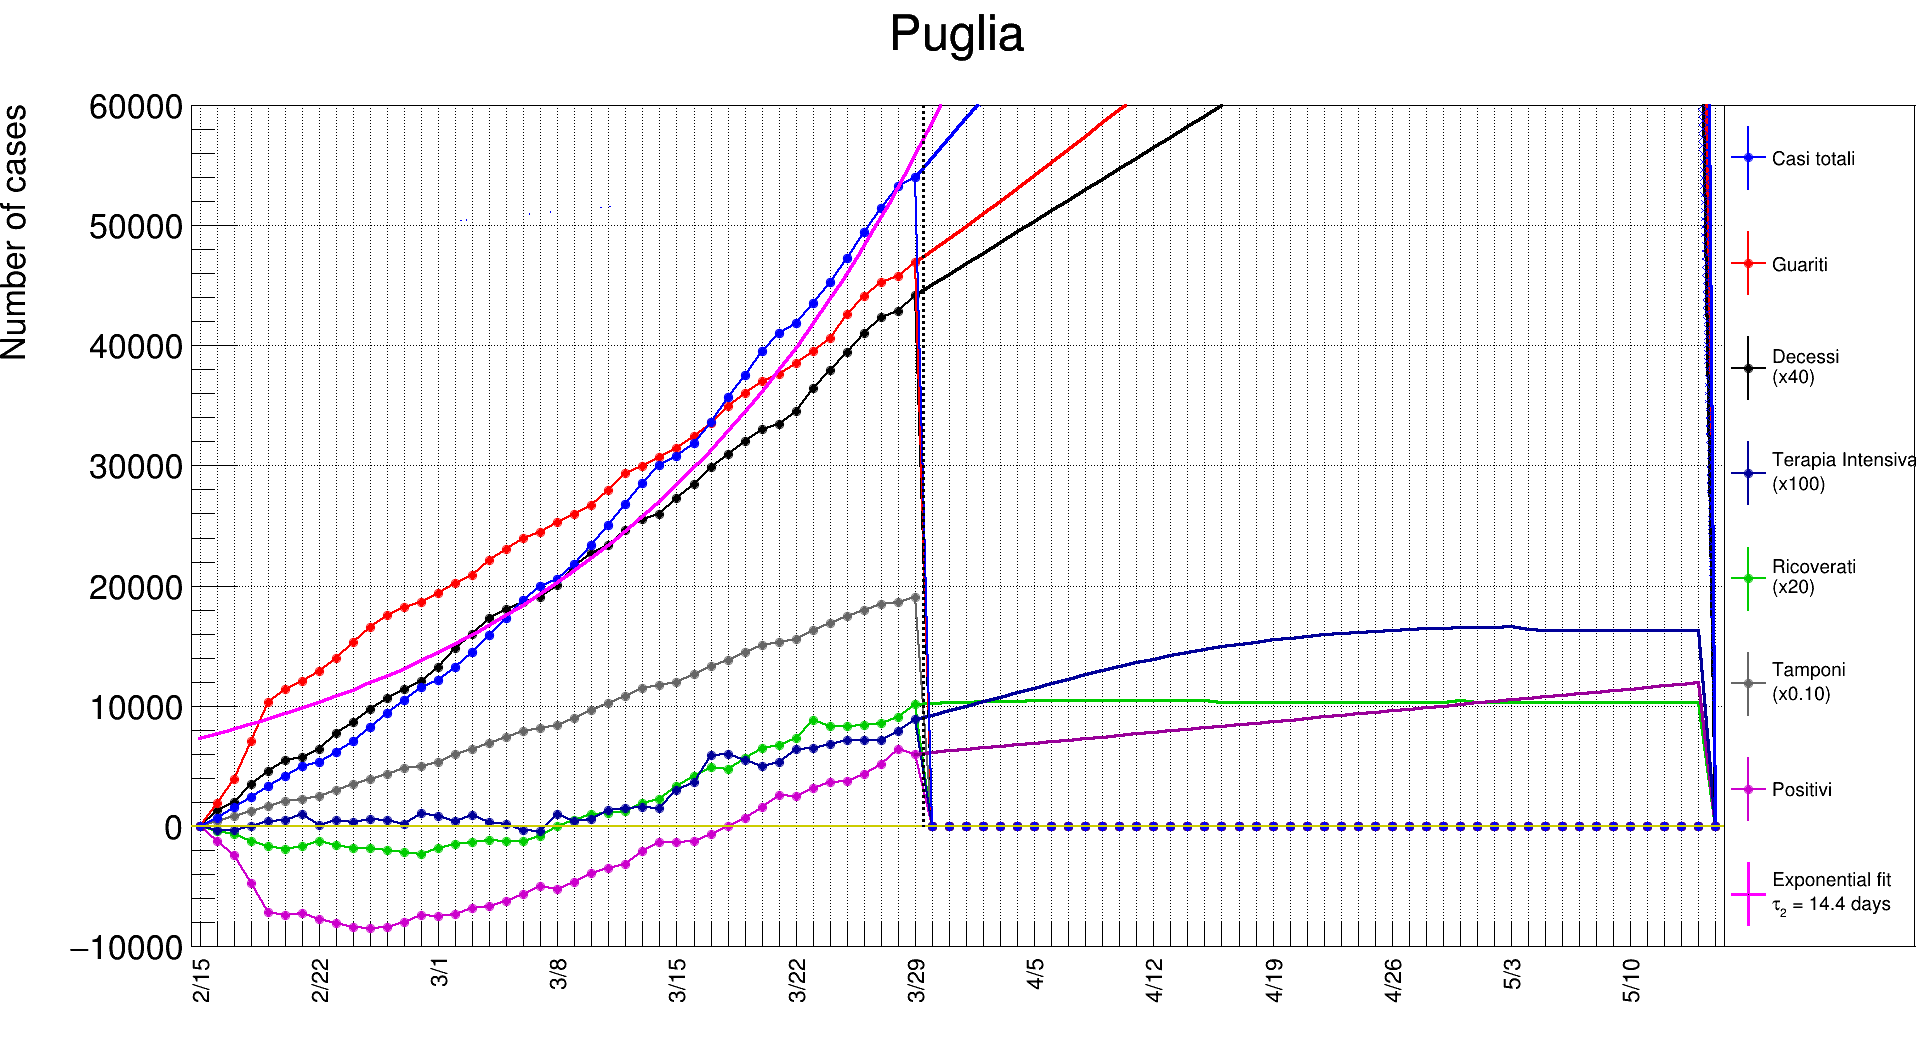 Puglia
Number of cases
60000
50000
40000
30000
20000
10000
0
−10000
2/15
2/22
3/1
3/8
3/15
3/22
3/29
4/5
4/12
4/19
4/26
5/3
5/10
Casi totali
Guariti
Decessi
(x40)
Terapia Intensiva
(x100)
Ricoverati
(x20)
Tamponi
(x0.10)
Positivi
Exponential fit
τ2 = 14.4 days